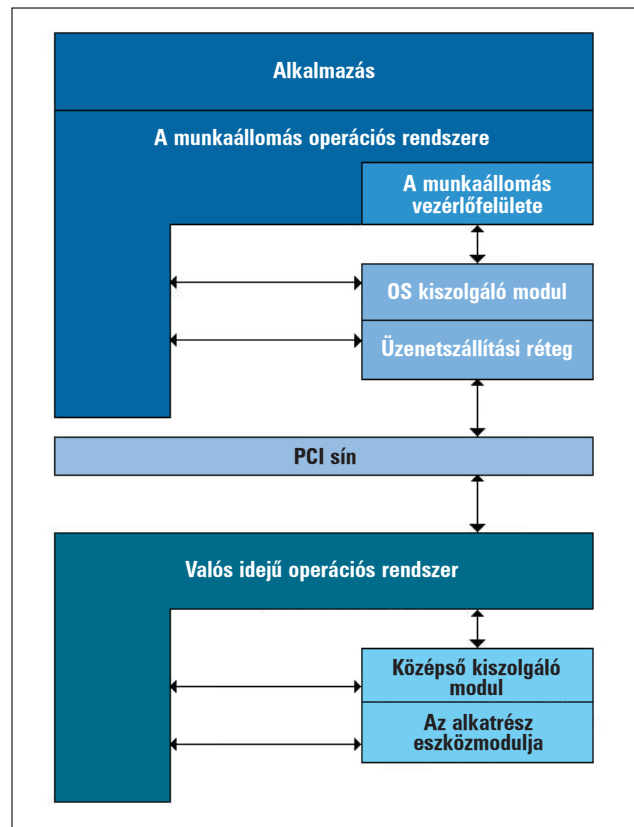 Alkalmazás
A munkaállomás operációs rendszere
A munkaállomás
vezérlőfelülete
OS kiszolgáló modul
Üzenetszállítási réteg
PCI sín
Valós idejű operációs rendszer
Középső kiszolgáló
modul
Az alkatrész
eszközmodulja